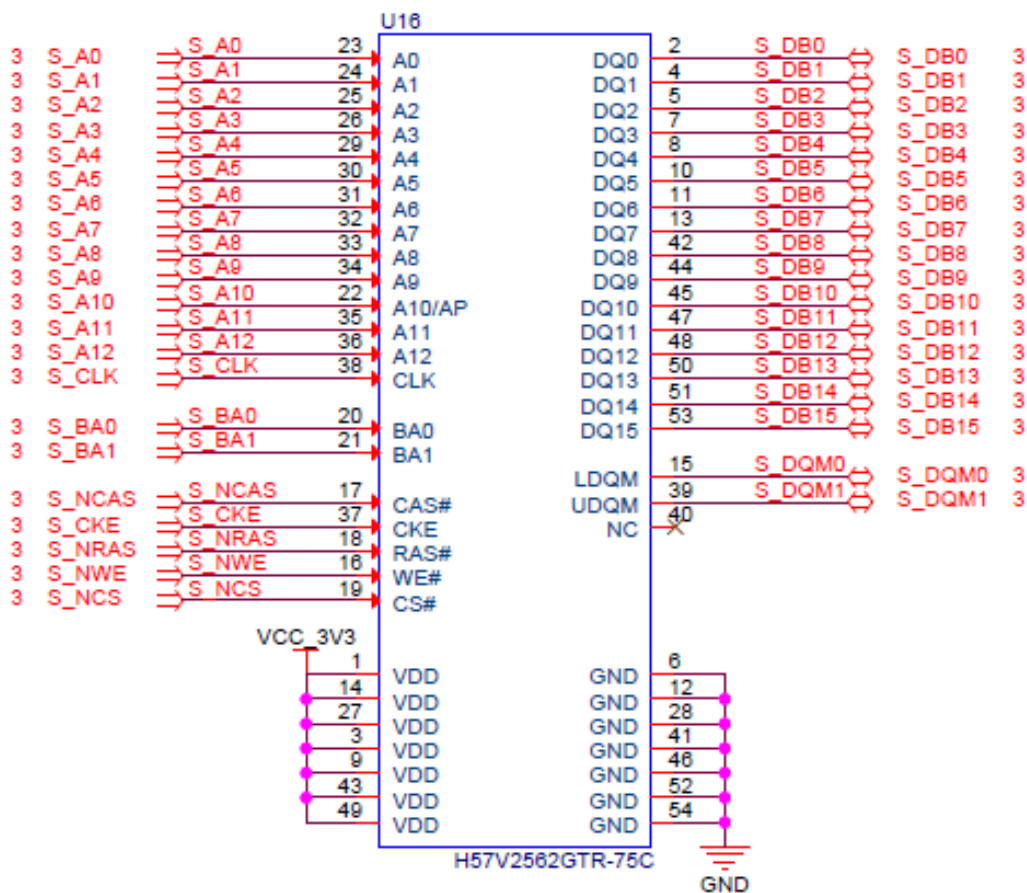 U16
3 S_A0 S_A0 23 A0 DQ0 2 S_DB0 S_DB0 3
3 S_A1 S_A1 24 A1 DQ1 4 S_DB1 S_DB1 3
3 S_A2 S_A2 25 A2 DQ2 5 S_DB2 S_DB2 3
3 S_A3 S_A3 26 A3 DQ3 7 S_DB3 S_DB3 3
3 S_A4 S_A4 29 A4 DQ4 8 S_DB4 S_DB4 3
3 S_A5 S_A5 30 A5 DQ5 10 S_DB5 S_DB5 3
3 S_A6 S_A6 31 A6 DQ6 11 S_DB6 S_DB6 3
3 S_A7 S_A7 32 A7 DQ7 13 S_DB7 S_DB7 3
3 S_A8 S_A8 33 A8 DQ8 42 S_DB8 S_DB8 3
3 S_A9 S_A9 34 A9 DQ9 44 S_DB9 S_DB9 3
3 S_A10 S_A10 22 A10/AP DQ10 45 S_DB10 S_DB10 3
3 S_A11 S_A11 35 A11 DQ11 47 S_DB11 S_DB11 3
3 S_A12 S_A12 36 A12 DQ12 48 S_DB12 S_DB12 3
3 S_CLK S_CLK 38 CLK DQ13 50 S_DB13 S_DB13 3
DQ14 51 S_DB14 S_DB14 3
3 S_BA0 S_BA0 20 BA0 DQ15 53 S_DB15 S_DB15 3
3 S_BA1 S_BA1 21 BA1
LDQM 15 S_DQM0 S_DQM0 3
3 S_NCAS S_NCAS 17 CAS# UDQM 39 S_DQM1 S_DQM1 3
3 S_CKE S_CKE 37 CKE NC 40
3 S_NRAS S_NRAS 18 RAS#
3 S_NWE S_NWE 16 WE#
3 S_NCS S_NCS 19 CS#
VCC_3V3
1 VDD GND 6
14 VDD GND 12
27 VDD GND 28
3 VDD GND 41
9 VDD GND 46
43 VDD GND 52
49 VDD GND 54
H57V2562GTR-75C
GND